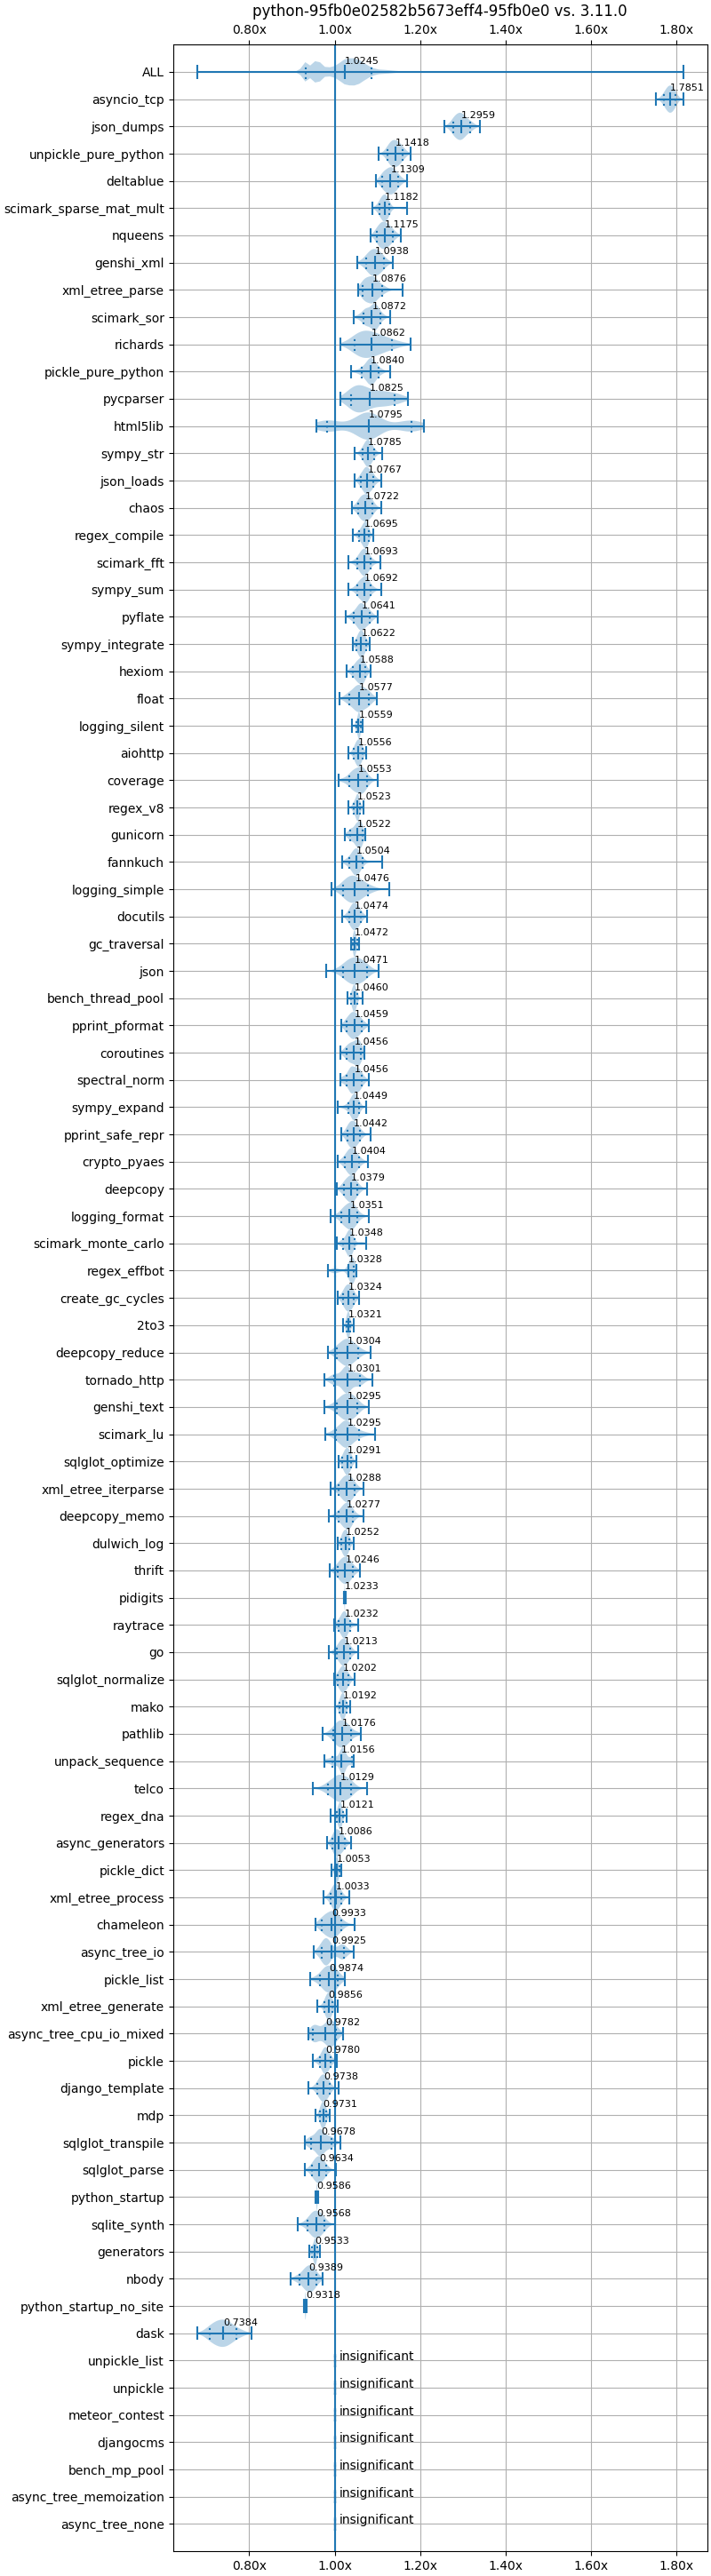 python-95fb0e02582b5673eff4-95fb0e0 vs. 3.11.0
0.80x 1.00x 1.20x 1.40x 1.60x 1.80x
ALL 1.0245
asyncio_tcp 1.7851
json_dumps 1.2959
unpickle_pure_python 1.1418
deltablue 1.1309
scimark_sparse_mat_mult 1.1182
nqueens 1.1175
genshi_xml 1.0938
xml_etree_parse 1.0876
scimark_sor 1.0872
richards 1.0862
pickle_pure_python 1.0840
pycparser 1.0825
html5lib 1.0795
sympy_str 1.0785
json_loads 1.0767
chaos 1.0722
regex_compile 1.0695
scimark_fft 1.0693
sympy_sum 1.0692
pyflate 1.0641
sympy_integrate 1.0622
hexiom 1.0588
float 1.0577
logging_silent 1.0559
aiohttp 1.0556
coverage 1.0553
regex_v8 1.0523
gunicorn 1.0522
fannkuch 1.0504
logging_simple 1.0476
docutils 1.0474
gc_traversal 1.0472
json 1.0471
bench_thread_pool 1.0460
pprint_pformat 1.0459
coroutines 1.0456
spectral_norm 1.0456
sympy_expand 1.0449
pprint_safe_repr 1.0442
crypto_pyaes 1.0404
deepcopy 1.0379
logging_format 1.0351
scimark_monte_carlo 1.0348
regex_effbot 1.0328
create_gc_cycles 1.0324
2to3 1.0321
deepcopy_reduce 1.0304
tornado_http 1.0301
genshi_text 1.0295
scimark_lu 1.0295
sqlglot_optimize 1.0291
xml_etree_iterparse 1.0288
deepcopy_memo 1.0277
dulwich_log 1.0252
thrift 1.0246
pidigits 1.0233
raytrace 1.0232
go 1.0213
sqlglot_normalize 1.0202
mako 1.0192
pathlib 1.0176
unpack_sequence 1.0156
telco 1.0129
regex_dna 1.0121
async_generators 1.0086
pickle_dict 1.0053
xml_etree_process 1.0033
chameleon 0.9933
async_tree_io 0.9925
pickle_list 0.9874
xml_etree_generate 0.9856
async_tree_cpu_io_mixed 0.9782
pickle 0.9780
django_template 0.9738
mdp 0.9731
sqlglot_transpile 0.9678
sqlglot_parse 0.9634
python_startup 0.9586
sqlite_synth 0.9568
generators 0.9533
nbody 0.9389
python_startup_no_site 0.9318
dask 0.7384
unpickle_list insignificant
unpickle insignificant
meteor_contest insignificant
djangocms insignificant
bench_mp_pool insignificant
async_tree_memoization insignificant
async_tree_none insignificant
0.80x 1.00x 1.20x 1.40x 1.60x 1.80x